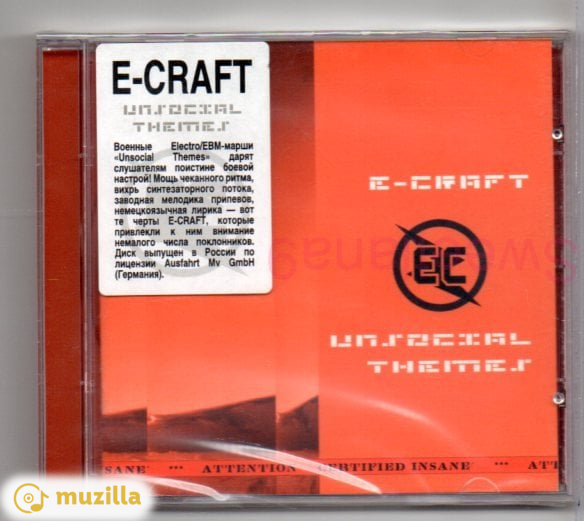 E-CRAFT
UNSOCIAL
THEMES
Военные Electro/EBM-марши
«Unsocial Themes» дарят
слушателям поистине боевой
настрой! Мощь чеканного ритма,
вихрь синтезаторного потока,
заводная мелодика припевов,
немецкоязычная лирика — вот
те черты E-CRAFT, которые
привлекли к ним внимание
немалого числа поклонников.
Диск выпущен в России по
лицензии Ausfahrt Mv GmbH
(Германия).
E-CRAFT
EC
UNSOCIAL
THEMES
SANE *** ATTENTION CERTIFIED INSANE *** ATT
muzilla